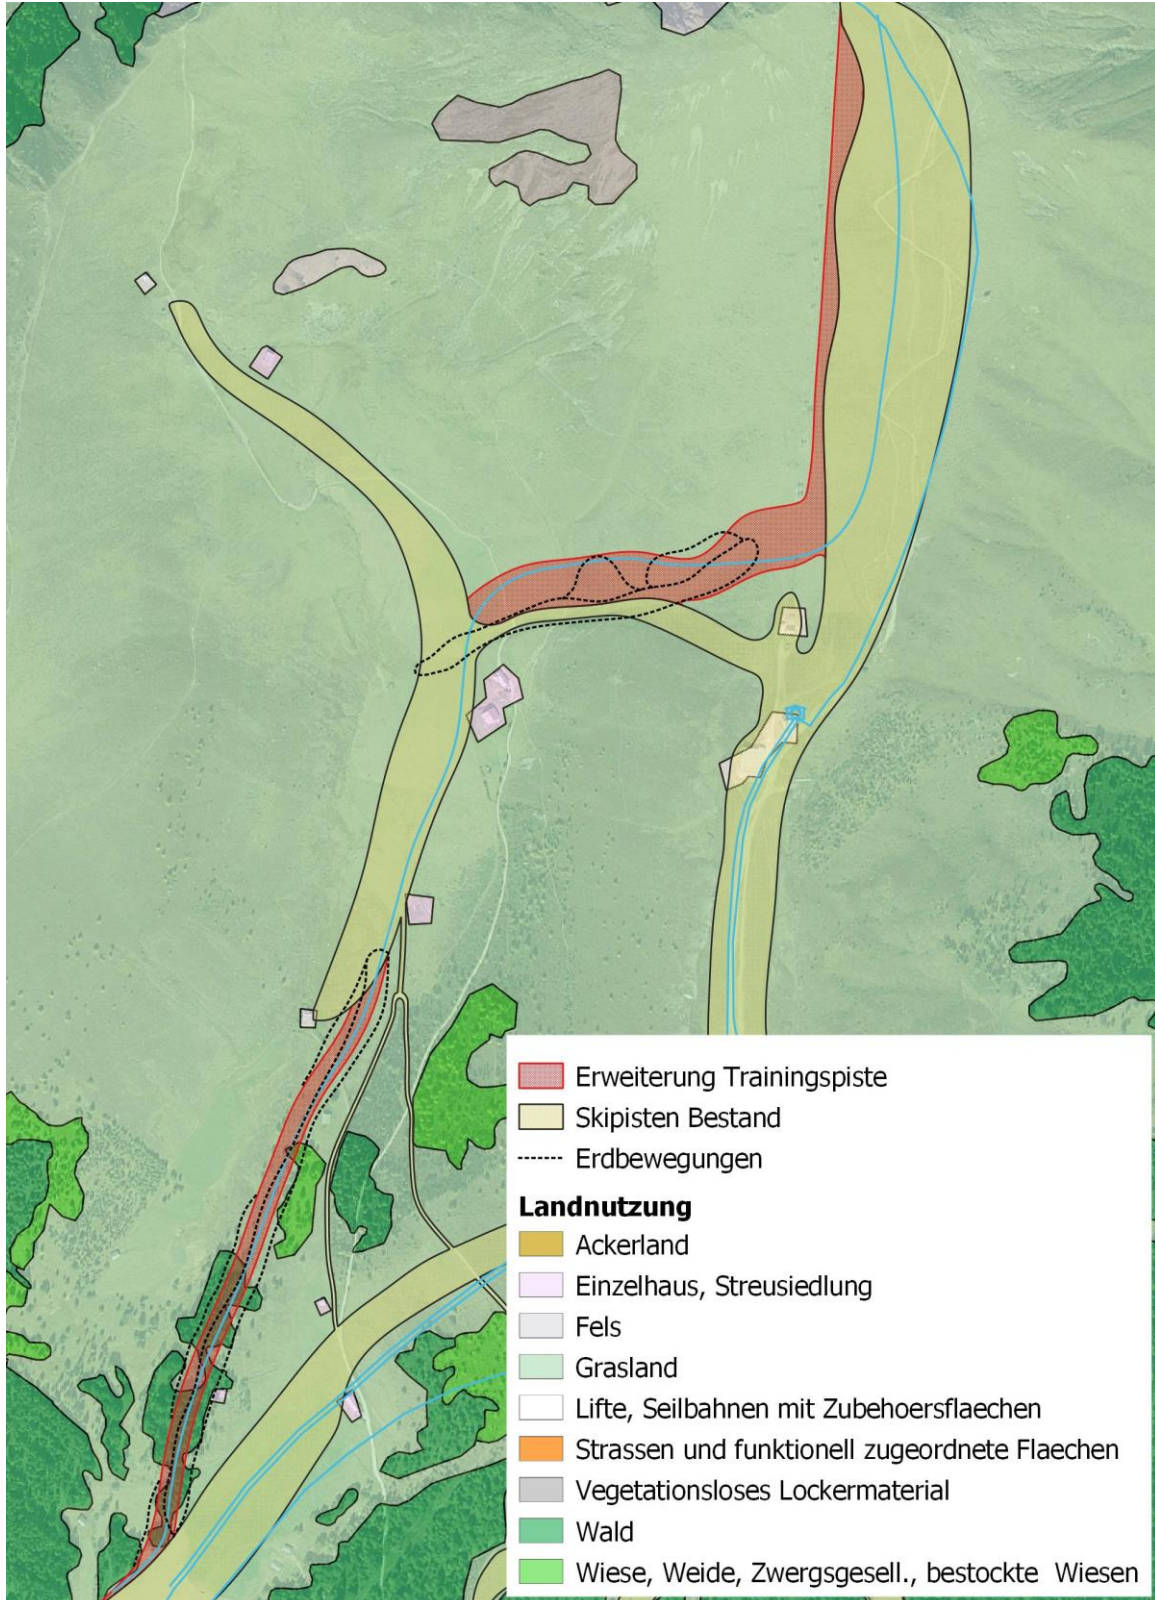 Erweiterung Trainingspiste
Skipisten Bestand
Erdbewegungen
Landnutzung
Ackerland
Einzelhaus, Streusiedlung
Fels
Grasland
Lifte, Seilbahnen mit Zubehoersflaechen
Strassen und funktionell zugeordnete Flaechen
Vegetationsloses Lockermaterial
Wald
Wiese, Weide, Zwergsgesell., bestockte Wiesen